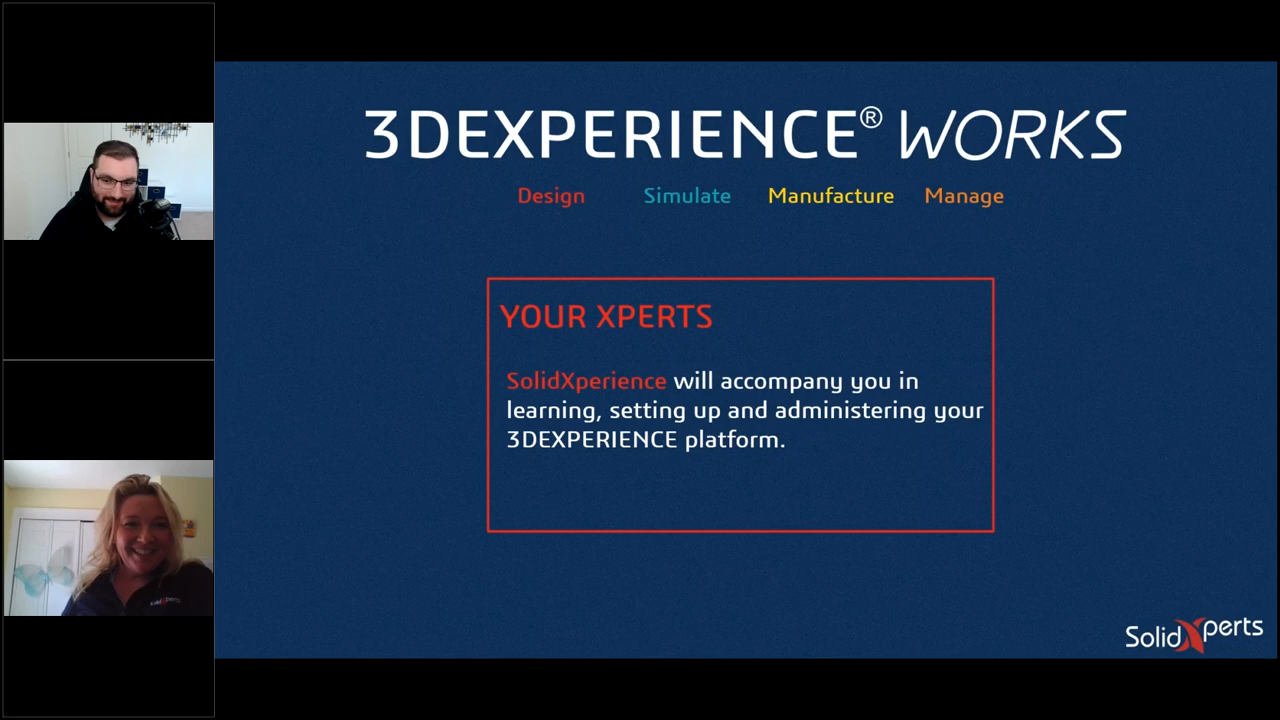 3DEXPERIENCE® WORKS
Design Simulate Manufacture Manage
YOUR XPERTS
SolidXperience will accompany you in
learning, setting up and administering your
3DEXPERIENCE platform.
SolidXperts
SolidXperts